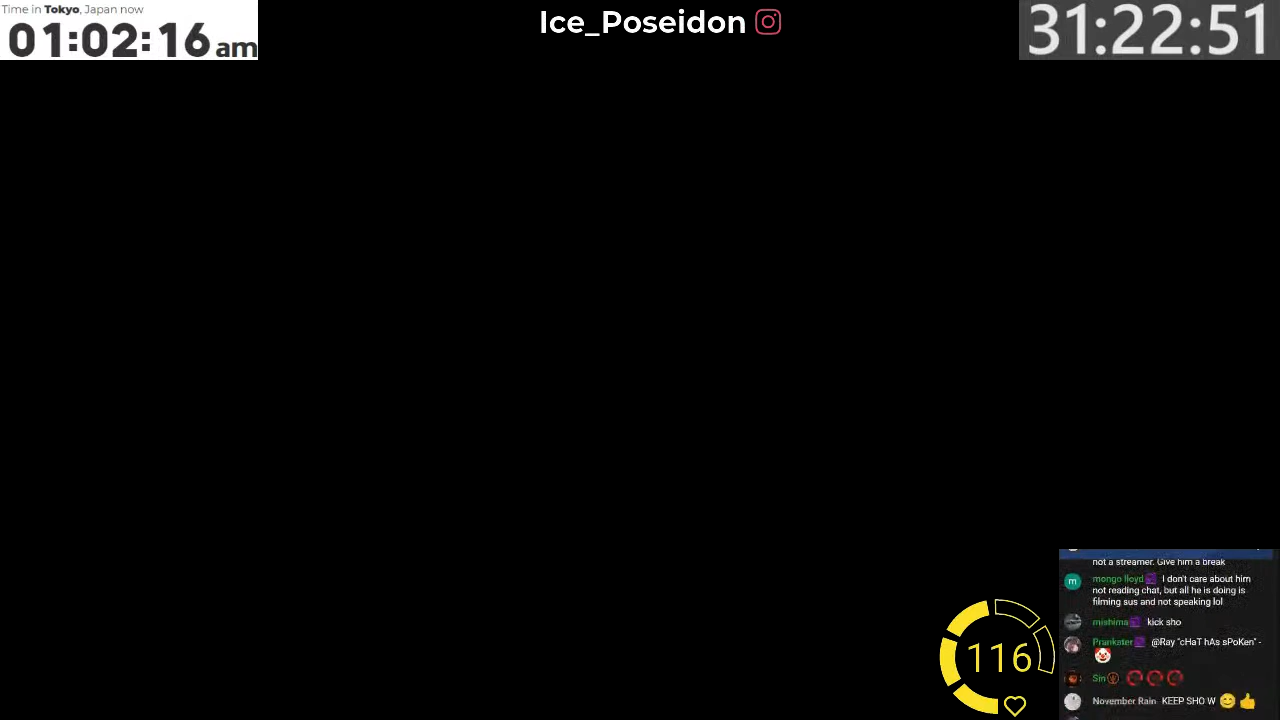 Time in Tokyo, Japan now
01:02:16 am
Ice_Poseidon
31:22:51
116
not a streamer. Give him a break
m
mongo lloyd I don't care about him
not reading chat, but all he is doing is
filming sus and not speaking lol
mishima kick sho
Prankster @Ray "cHaT hAs sPoKen" -
Sin
November Rain KEEP SHO W